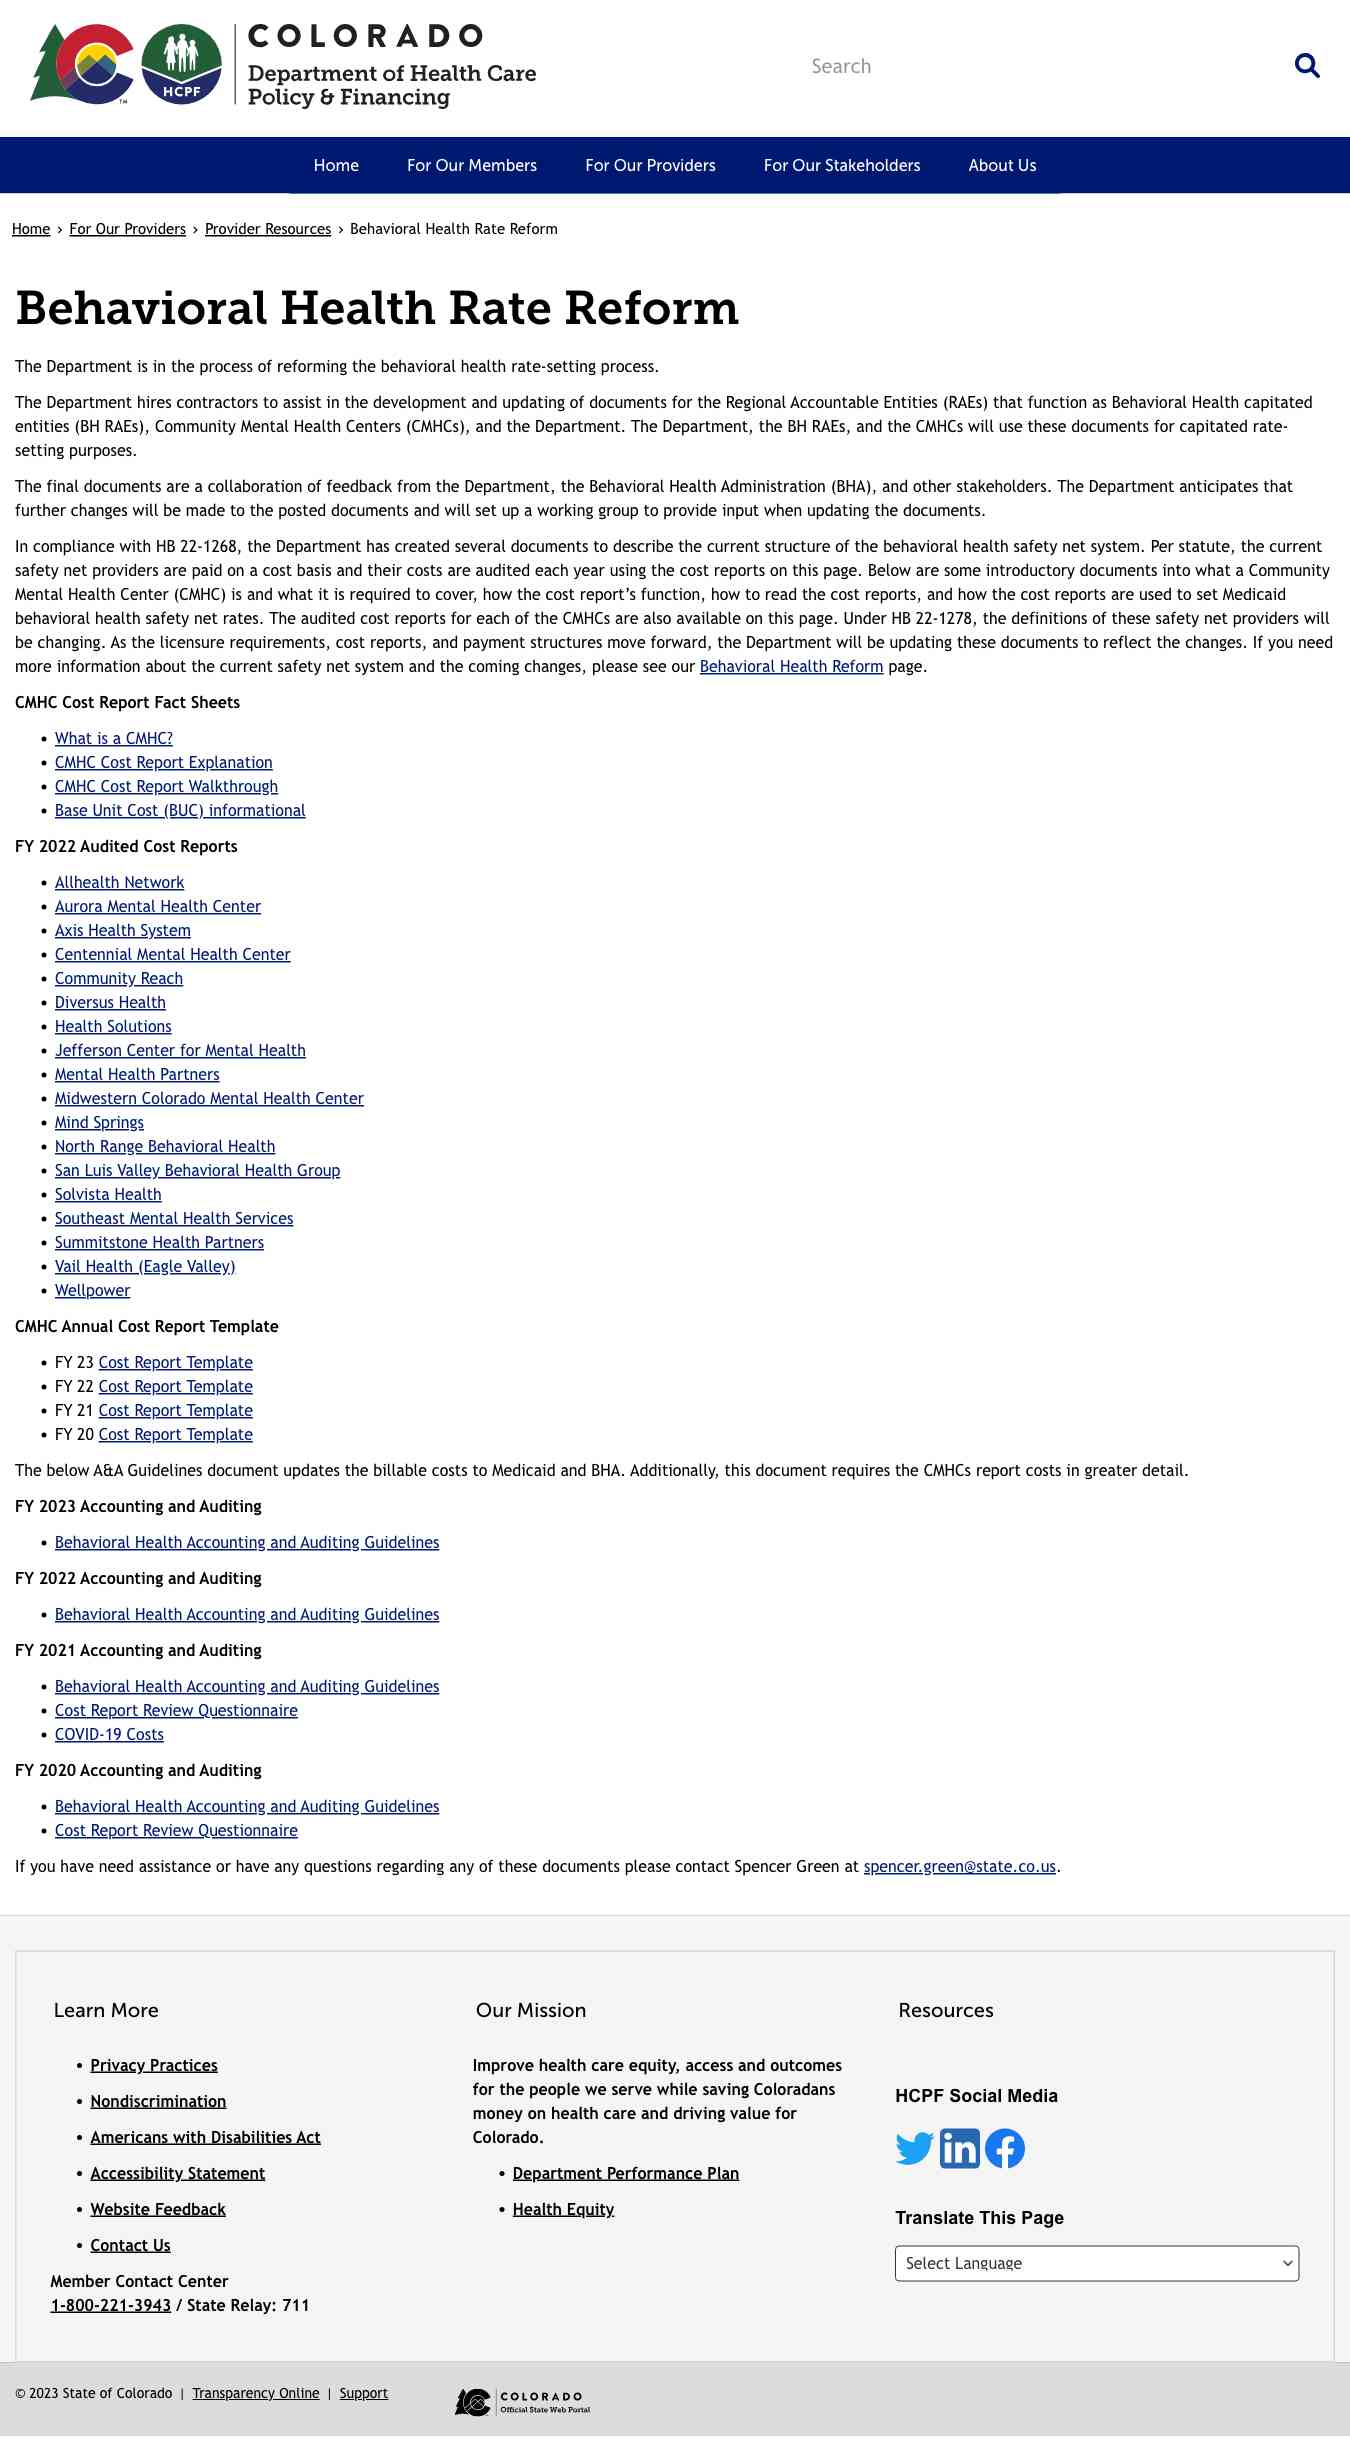 COLORADO
Department of Health Care
Policy & Financing
HCPF
TM
Search
Home
For Our Members
For Our Providers
For Our Stakeholders
About Us
Home › For Our Providers › Provider Resources › Behavioral Health Rate Reform
Behavioral Health Rate Reform
The Department is in the process of reforming the behavioral health rate-setting process.
The Department hires contractors to assist in the development and updating of documents for the Regional Accountable Entities (RAEs) that function as Behavioral Health capitated
entities (BH RAEs), Community Mental Health Centers (CMHCs), and the Department. The Department, the BH RAEs, and the CMHCs will use these documents for capitated rate-
setting purposes.
The final documents are a collaboration of feedback from the Department, the Behavioral Health Administration (BHA), and other stakeholders. The Department anticipates that
further changes will be made to the posted documents and will set up a working group to provide input when updating the documents.
In compliance with HB 22-1268, the Department has created several documents to describe the current structure of the behavioral health safety net system. Per statute, the current
safety net providers are paid on a cost basis and their costs are audited each year using the cost reports on this page. Below are some introductory documents into what a Community
Mental Health Center (CMHC) is and what it is required to cover, how the cost report’s function, how to read the cost reports, and how the cost reports are used to set Medicaid
behavioral health safety net rates. The audited cost reports for each of the CMHCs are also available on this page. Under HB 22-1278, the definitions of these safety net providers will
be changing. As the licensure requirements, cost reports, and payment structures move forward, the Department will be updating these documents to reflect the changes. If you need
more information about the current safety net system and the coming changes, please see our Behavioral Health Reform page.
CMHC Cost Report Fact Sheets
• What is a CMHC?
• CMHC Cost Report Explanation
• CMHC Cost Report Walkthrough
• Base Unit Cost (BUC) informational
FY 2022 Audited Cost Reports
• Allhealth Network
• Aurora Mental Health Center
• Axis Health System
• Centennial Mental Health Center
• Community Reach
• Diversus Health
• Health Solutions
• Jefferson Center for Mental Health
• Mental Health Partners
• Midwestern Colorado Mental Health Center
• Mind Springs
• North Range Behavioral Health
• San Luis Valley Behavioral Health Group
• Solvista Health
• Southeast Mental Health Services
• Summitstone Health Partners
• Vail Health (Eagle Valley)
• Wellpower
CMHC Annual Cost Report Template
• FY 23 Cost Report Template
• FY 22 Cost Report Template
• FY 21 Cost Report Template
• FY 20 Cost Report Template
The below A&A Guidelines document updates the billable costs to Medicaid and BHA. Additionally, this document requires the CMHCs report costs in greater detail.
FY 2023 Accounting and Auditing
• Behavioral Health Accounting and Auditing Guidelines
FY 2022 Accounting and Auditing
• Behavioral Health Accounting and Auditing Guidelines
FY 2021 Accounting and Auditing
• Behavioral Health Accounting and Auditing Guidelines
• Cost Report Review Questionnaire
• COVID-19 Costs
FY 2020 Accounting and Auditing
• Behavioral Health Accounting and Auditing Guidelines
• Cost Report Review Questionnaire
If you have need assistance or have any questions regarding any of these documents please contact Spencer Green at spencer.green@state.co.us.
Learn More
• Privacy Practices
• Nondiscrimination
• Americans with Disabilities Act
• Accessibility Statement
• Website Feedback
• Contact Us
Member Contact Center
1-800-221-3943 / State Relay: 711
Our Mission
Improve health care equity, access and outcomes
for the people we serve while saving Coloradans
money on health care and driving value for
Colorado.
• Department Performance Plan
• Health Equity
Resources
HCPF Social Media
in
Translate This Page
Select Language
© 2023 State of Colorado | Transparency Online | Support
COLORADO
Official State Web Portal